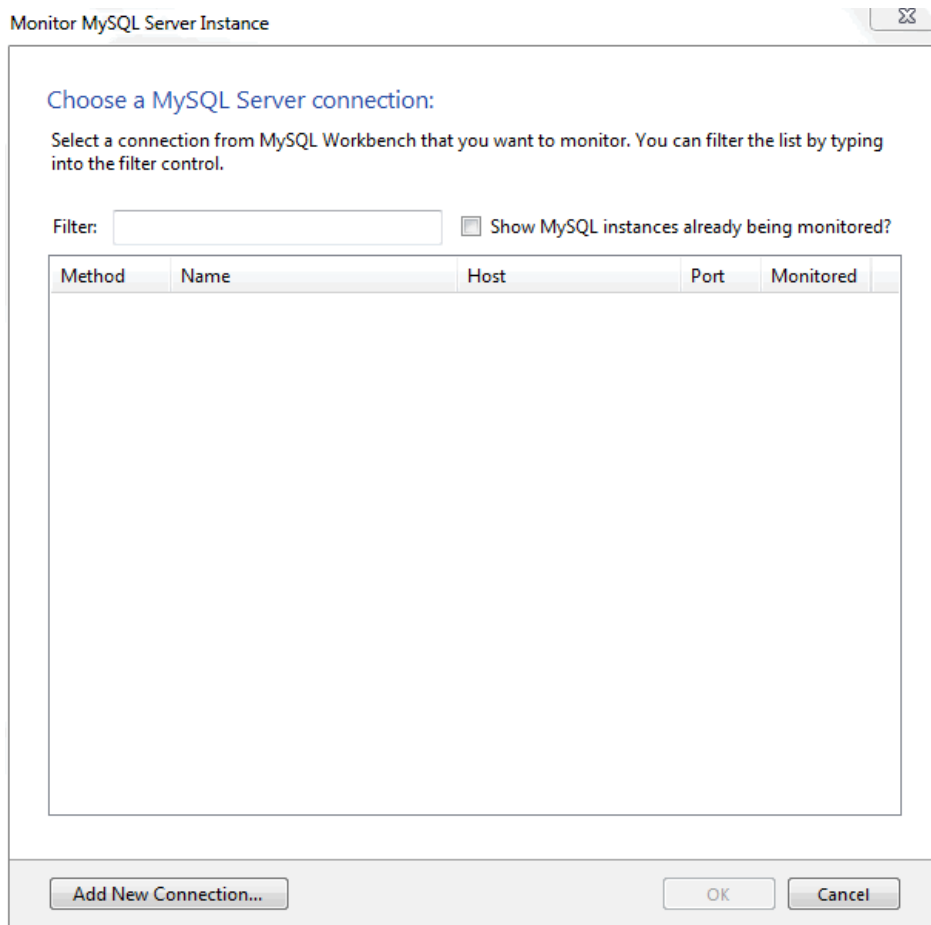 Monitor MySQL Server Instance
Choose a MySQL Server connection:
Select a connection from MySQL Workbench that you want to monitor. You can filter the list by typing
into the filter control.
Filter: Show MySQL instances already being monitored?
Method Name Host Port Monitored
Add New Connection... OK Cancel